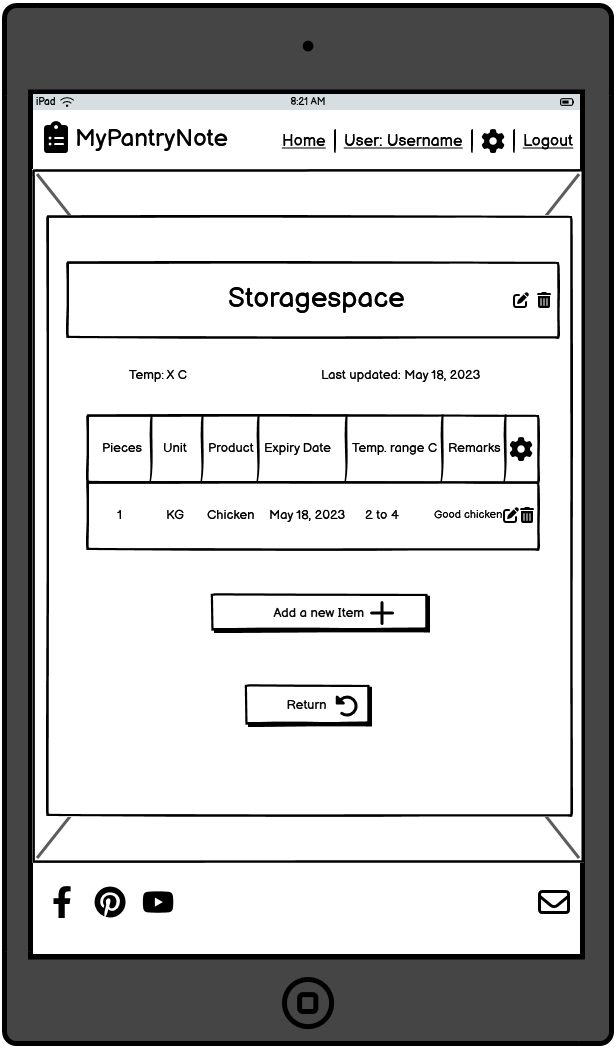 iPad 8:21 AM
MyPantryNote Home | User: Username | Logout
Storagespace
Temp: X C Last updated: May 18, 2023
Pieces Unit Product Expiry Date Temp. range C Remarks
1 KG Chicken May 18, 2023 2 to 4 Good chicken
Add a new Item
Return